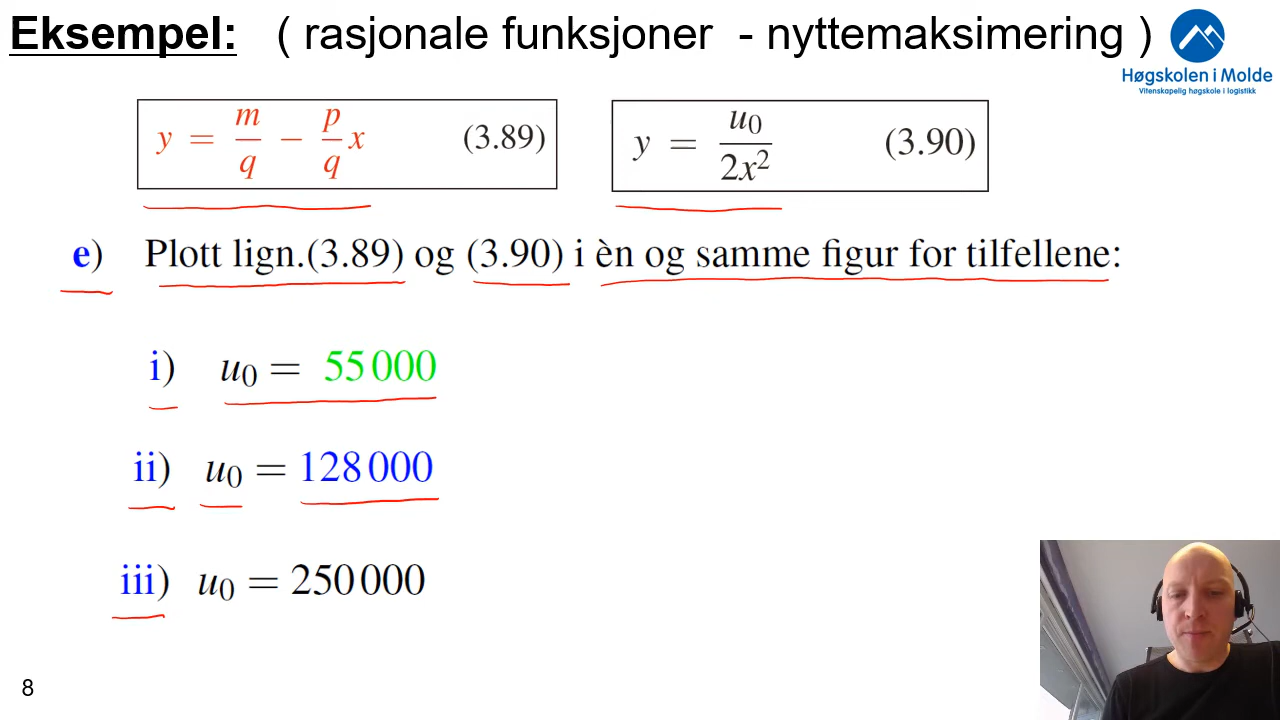 Eksempel: ( rasjonale funksjoner - nyttemaksimering )
Høgskolen i Molde
Vitenskapelig høgskole i logistikk
y = m/q − p/q x (3.89)
y = u₀/2x² (3.90)
e) Plott lign.(3.89) og (3.90) i èn og samme figur for tilfellene:
i) u₀ = 55 000
ii) u₀ = 128 000
iii) u₀ = 250 000
8